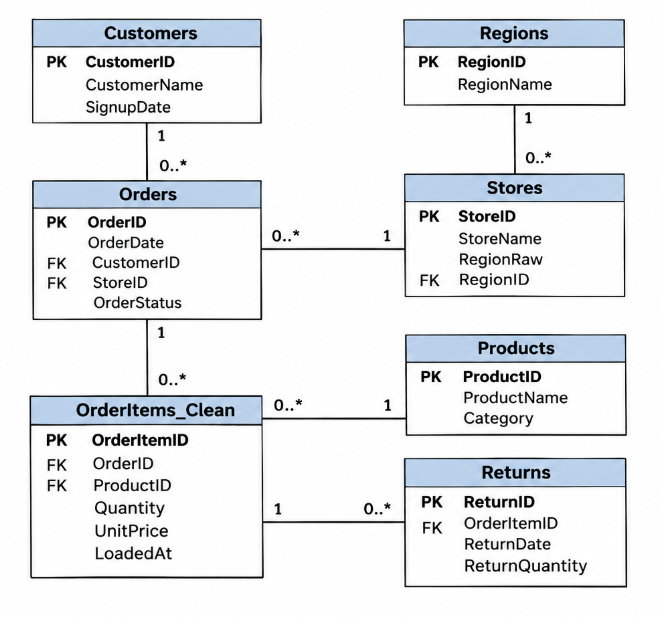 Customers
PK CustomerID
CustomerName
SignupDate
1
0..*
Regions
PK RegionID
RegionName
1
0..*
Orders
PK OrderID
OrderDate
FK CustomerID
FK StoreID
OrderStatus
0..* 1
Stores
PK StoreID
StoreName
RegionRaw
FK RegionID
1
0..*
OrderItems_Clean
PK OrderItemID
FK OrderID
FK ProductID
Quantity
UnitPrice
LoadedAt
0..* 1
Products
PK ProductID
ProductName
Category
1 0..*
Returns
PK ReturnID
FK OrderItemID
ReturnDate
ReturnQuantity